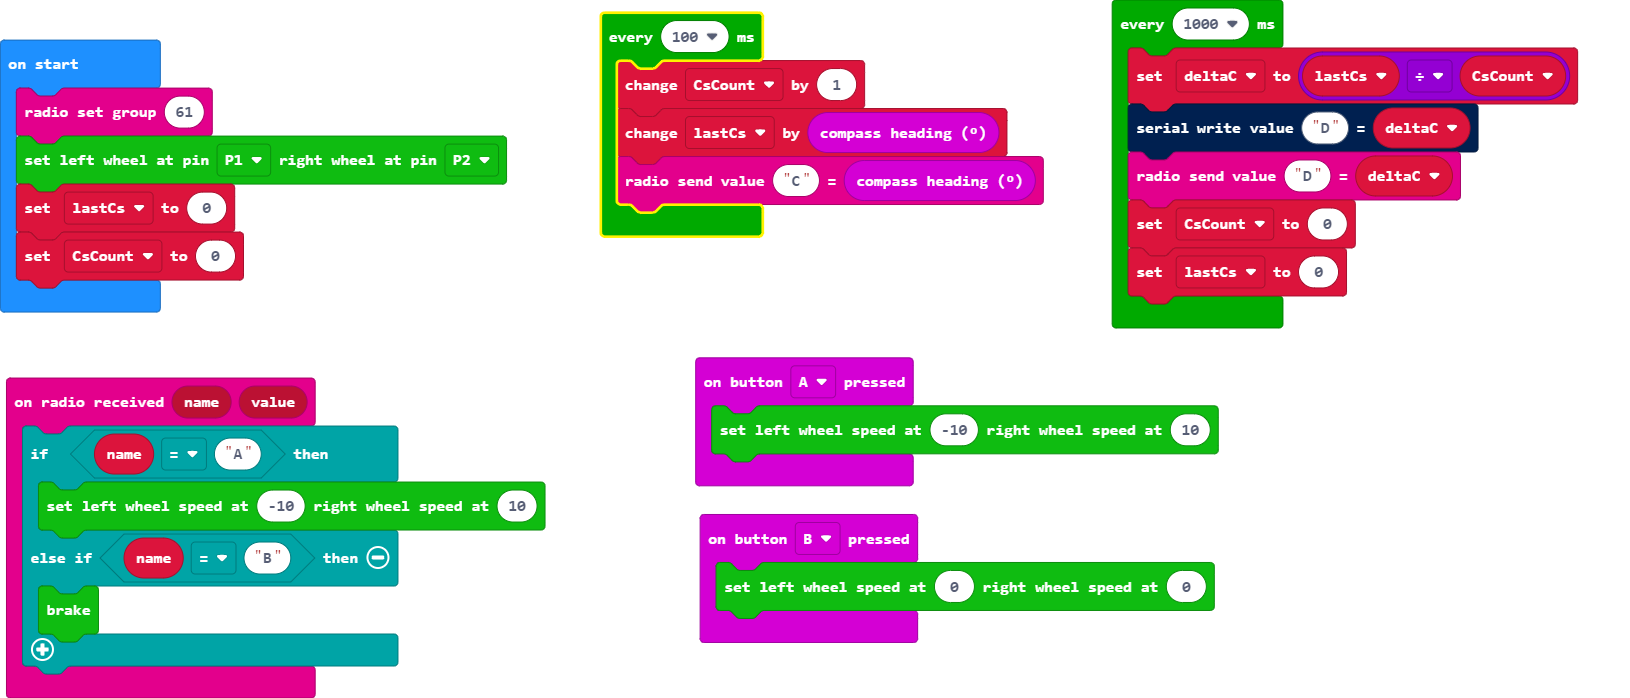 on start
radio set group 61
set left wheel at pin P1 right wheel at pin P2
set lastCs to 0
set CsCount to 0
every 100 ms
change CsCount by 1
change lastCs by compass heading (º)
radio send value "C" = compass heading (º)
every 1000 ms
set deltaC to lastCs ÷ CsCount
serial write value "D" = deltaC
radio send value "D" = deltaC
set CsCount to 0
set lastCs to 0
on radio received name value
if name = "A" then
set left wheel speed at -10 right wheel speed at 10
else if name = "B" then
brake
on button A pressed
set left wheel speed at -10 right wheel speed at 10
on button B pressed
set left wheel speed at 0 right wheel speed at 0